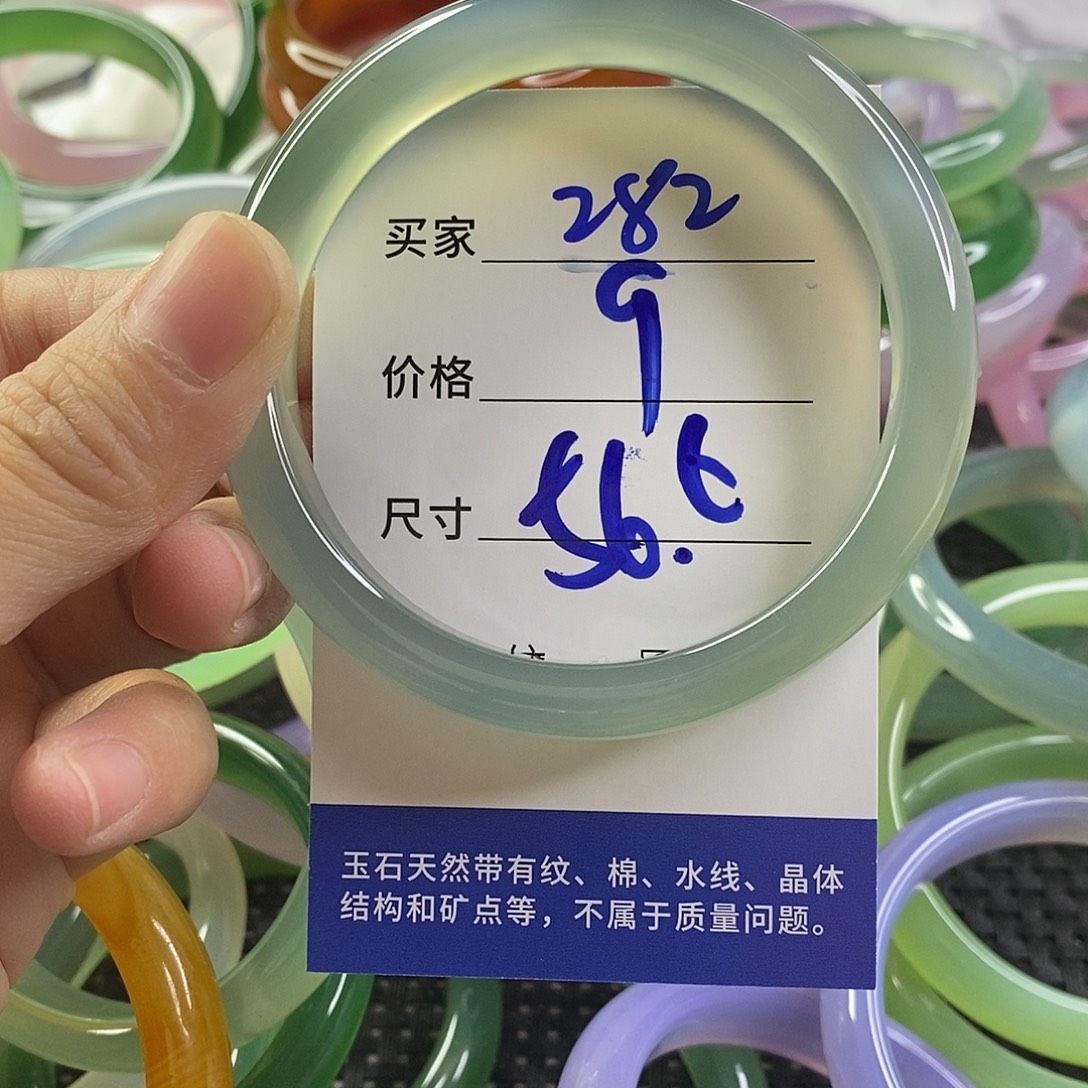 买家 282
价格 9
尺寸 56.
玉石天然带有纹、棉、水线、晶体
结构和矿点等，不属于质量问题。